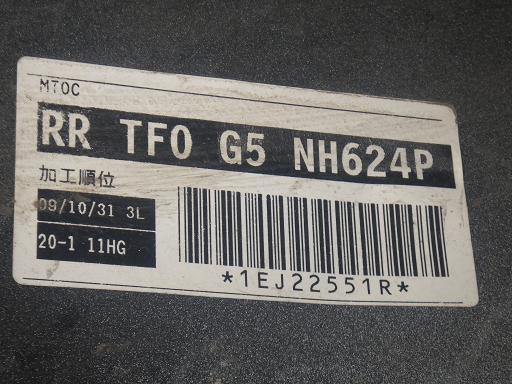 MTOC
RR TF0 G5 NH624P
加工順位
09/10/31 3L
20-1 11HG
*1EJ22551R*